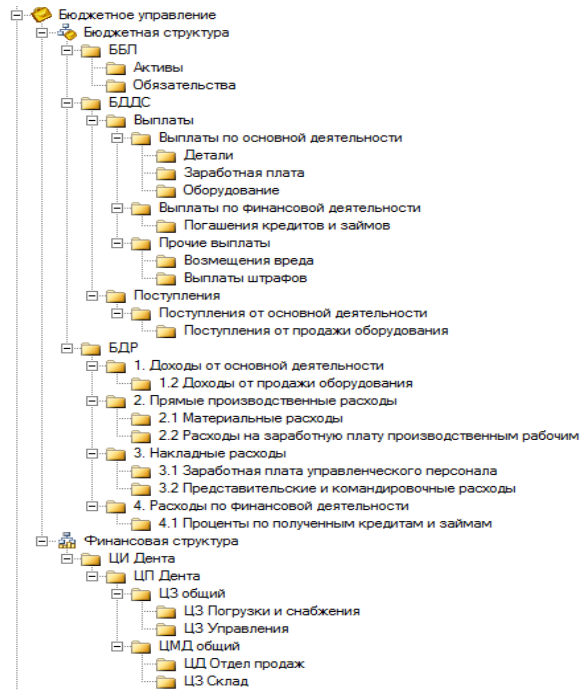 Бюджетное управление
Бюджетная структура
ББЛ
Активы
Обязательства
БДДС
Выплаты
Выплаты по основной деятельности
Детали
Заработная плата
Оборудование
Выплаты по финансовой деятельности
Погашения кредитов и займов
Прочие выплаты
Возмещения вреда
Выплаты штрафов
Поступления
Поступления от основной деятельности
Поступления от продажи оборудования
БДР
1. Доходы от основной деятельности
1.2 Доходы от продажи оборудования
2. Прямые производственные расходы
2.1 Материальные расходы
2.2 Расходы на заработную плату производственным рабочим
3. Накладные расходы
3.1 Заработная плата управленческого персонала
3.2 Представительские и командировочные расходы
4. Расходы по финансовой деятельности
4.1 Проценты по полученным кредитам и займам
Финансовая структура
ЦИ Дента
ЦП Дента
ЦЗ общий
ЦЗ Погрузки и снабжения
ЦЗ Управления
ЦМД общий
ЦД Отдел продаж
ЦЗ Склад